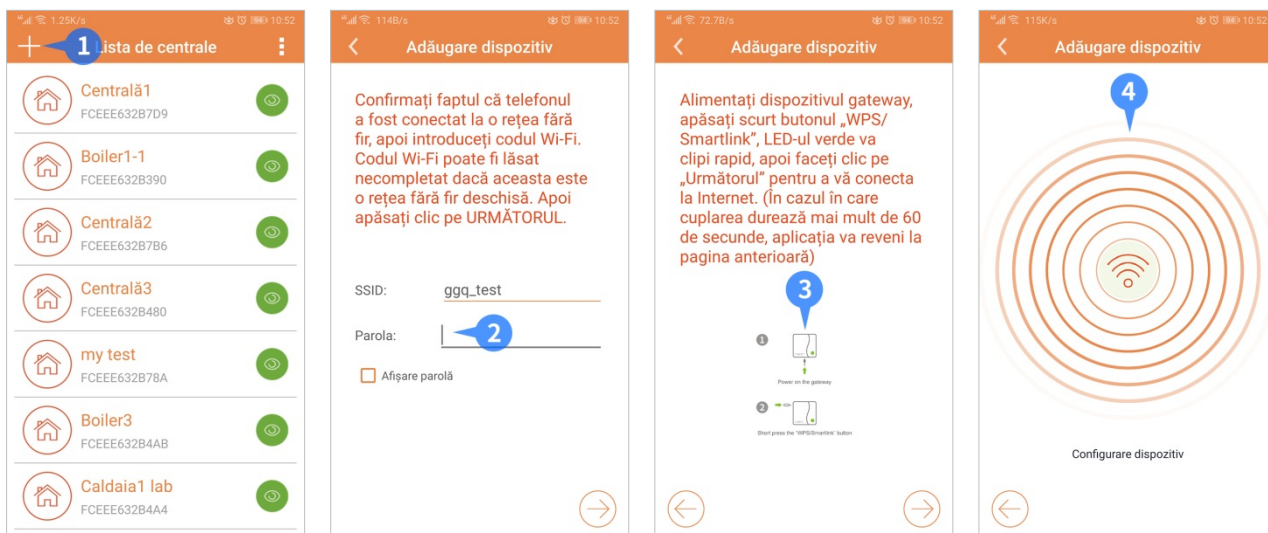 1.25K/s
10:52
1
Lista de centrale
Centrală1
FCEEE632B7D9
Boiler1-1
FCEEE632B390
Centrală2
FCEEE632B7B6
Centrală3
FCEEE632B480
my test
FCEEE632B78A
Boiler3
FCEEE632B4AB
Caldaia1 lab
FCEEE632B4A4
114B/s
10:52
Adăugare dispozitiv
Confirmați faptul că telefonul
a fost conectat la o rețea fără
fir, apoi introduceți codul Wi-Fi.
Codul Wi-Fi poate fi lăsat
necompletat dacă aceasta este
o rețea fără fir deschisă. Apoi
apăsați clic pe URMĂTORUL.
SSID: ggq_test
Parola:
2
Afișare parolă
72.7B/s
10:52
Adăugare dispozitiv
Alimentați dispozitivul gateway,
apăsați scurt butonul „WPS/
Smartlink”, LED-ul verde va
clipi rapid, apoi faceți clic pe
„Următorul” pentru a vă conecta
la Internet. (În cazul în care
cuplarea durează mai mult de 60
de secunde, aplicația va reveni la
pagina anterioară)
3
1
Power on the gateway
2
Short press the "WPS/Smartlink" button
115K/s
10:52
Adăugare dispozitiv
4
Configurare dispozitiv